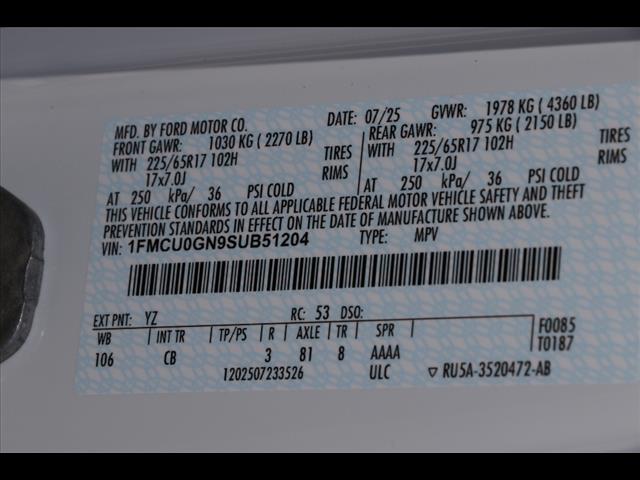 MFD. BY FORD MOTOR CO. DATE: 07/25 GVWR: 1978 KG ( 4360 LB)
FRONT GAWR: 1030 KG ( 2270 LB) REAR GAWR: 975 KG ( 2150 LB)
WITH 225/65R17 102H TIRES WITH 225/65R17 102H TIRES
17x7.0J RIMS 17x7.0J RIMS
AT 250 kPa/ 36 PSI COLD AT 250 kPa/ 36 PSI COLD
THIS VEHICLE CONFORMS TO ALL APPLICABLE FEDERAL MOTOR VEHICLE SAFETY AND THEFT
PREVENTION STANDARDS IN EFFECT ON THE DATE OF MANUFACTURE SHOWN ABOVE.
VIN: 1FMCU0GN9SUB51204 TYPE: MPV
EXT PNT: YZ RC: 53 DSO: F0085
WB INT TR TP/PS R AXLE TR SPR T0187
106 CB 3 81 8 AAAA
1202507233526 ULC ▽ RU5A-3520472-AB